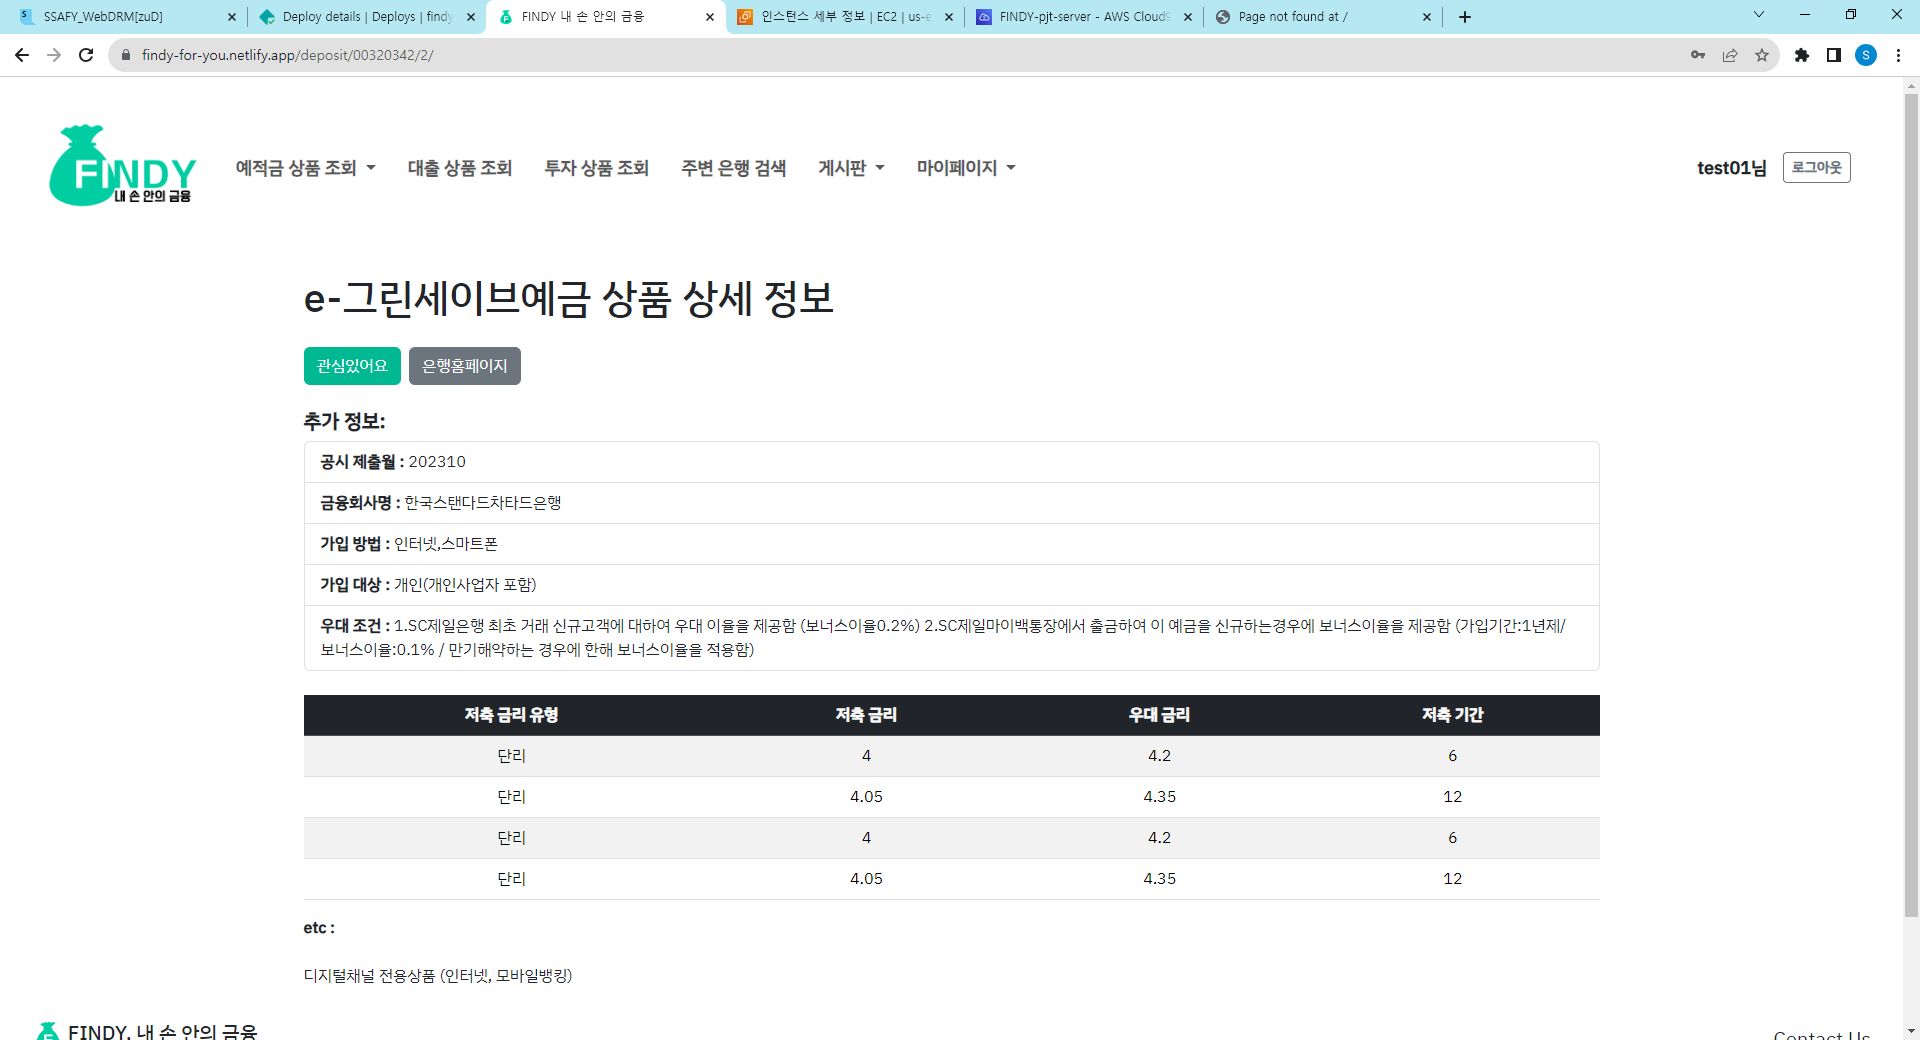 SSAFY_WebDRM[zuD]
Deploy details | Deploys | findy
FINDY 내 손 안의 금융
인스턴스 세부 정보 | EC2 | us-e
FINDY-pjt-server - AWS Cloud9
Page not found at /
findy-for-you.netlify.app/deposit/00320342/2/
S
FINDY
내 손 안의 금융
예적금 상품 조회
대출 상품 조회
투자 상품 조회
주변 은행 검색
게시판
마이페이지
test01님
로그아웃
e-그린세이브예금 상품 상세 정보
관심있어요
은행홈페이지
추가 정보:
공시 제출월 : 202310
금융회사명 : 한국스탠다드차타드은행
가입 방법 : 인터넷,스마트폰
가입 대상 : 개인(개인사업자 포함)
우대 조건 : 1.SC제일은행 최초 거래 신규고객에 대하여 우대 이율을 제공함 (보너스이율0.2%) 2.SC제일마이백통장에서 출금하여 이 예금을 신규하는경우에 보너스이율을 제공함 (가입기간:1년제/
보너스이율:0.1% / 만기해약하는 경우에 한해 보너스이율을 적용함)
저축 금리 유형 저축 금리 우대 금리 저축 기간
단리 4 4.2 6
단리 4.05 4.35 12
단리 4 4.2 6
단리 4.05 4.35 12
etc :
디지털채널 전용상품 (인터넷, 모바일뱅킹)
FINDY. 내 손 안의 금융
Contact Us